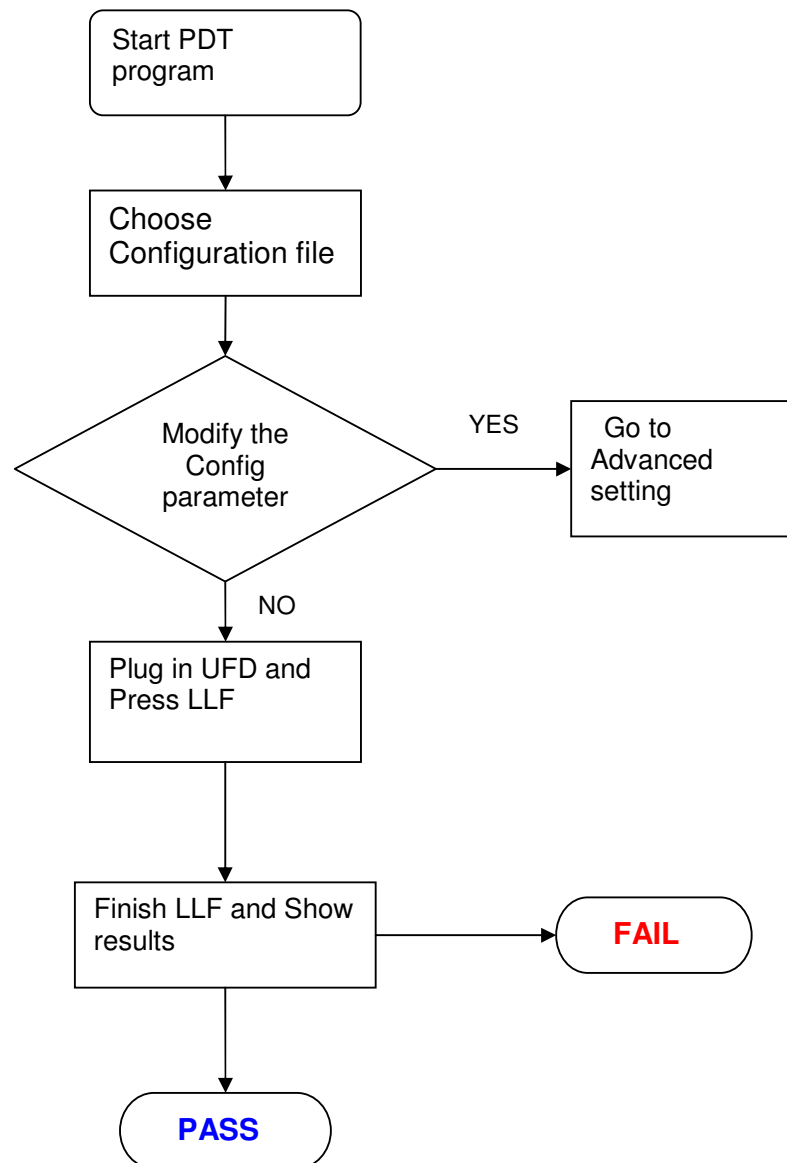 Start PDT
program
Choose
Configuration file
Modify the
Config
parameter
YES
Go to
Advanced
setting
NO
Plug in UFD and
Press LLF
Finish LLF and Show
results
FAIL
PASS